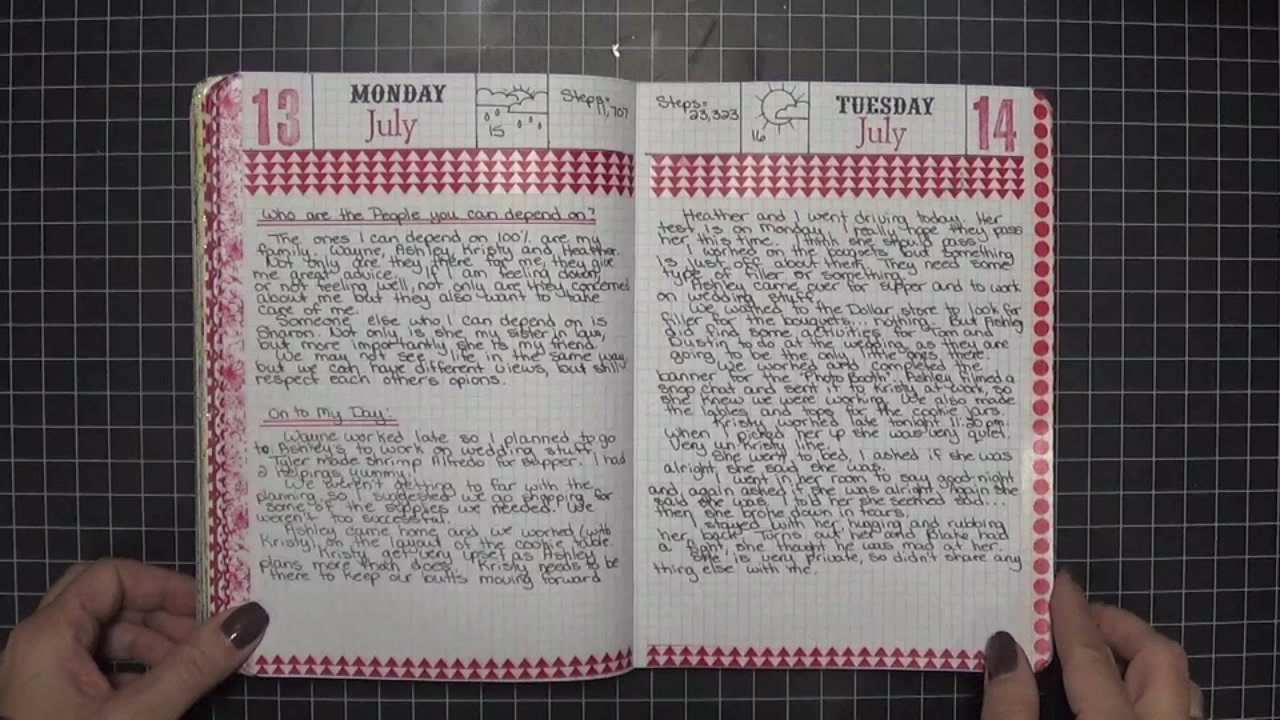 13
MONDAY
July
15
Steps=
11,707
Who are the People you can depend on?
The ones I can depend on 100% are my
family, Wayne, Ashley Kristy and Heather.
Not only are they there for me, they give
me great advice. If I am feeling down,
or not feeling well, not only are they concerned
about me but they also want to take
care of me.
Someone else who I can depend on is
Sharon. Not only is she my sister in law,
but more importantly she is my friend.
We may not see life in the same way,
but we can have different views, but still
respect each others opions.
On to My Day:
Wayne worked late so I planned to go
to Ashley's to work on wedding stuff.
Tyler made Shrimp Alfredo for supper. I had
2 helpings yummy!
We weren't getting to far with the
planning, so I suggested we go shopping for
some of the supplies we needed. We
weren't too successful.
Ashley came home and we worked (with
Kristy) on the layout of the cookie table.
Kristy get very upset as Ashley
plans more than does. Kristy needs to be
there to keep our butts moving forward
Steps=
23,323
16
TUESDAY
July
14
Heather and I went driving today. Her
test is on monday. I really hope they pass
her this time. I think she should pass.
I worked on the bouquets, but something
is just off about them. They need some
type of filler or something.
Ashley came over for supper and to work
on wedding stuff.
We walked to the Dollar store to look for
filler for the bouquets... nothing. But Ashley
did find some activities for Tom and
Dustin to do at the wedding, as they are
going to be the only little ones there.
We worked and completed the
banner for the "Photo Booth". Ashley filmed a
snap chat and sent it to Kristy at work, so
she knew we were working. We also made
the lables and tops for the cookie jars.
Kristy worked late tonight 11:30pm.
When I picked her up she was very quiet.
Very un-Kristy like.
She went to bed, I asked if she was
alright, she said she was.
I went in her room to say good-night
and again asked if she was alright. Again she
said she was. I told her she seemed sad...
then she broke down in tears.
I stayed with her, hugging and rubbing
her back. Turns out her and Blake had
a fight, she thought he was mad at her.
She is very private, so didn't share any
thing else with me.